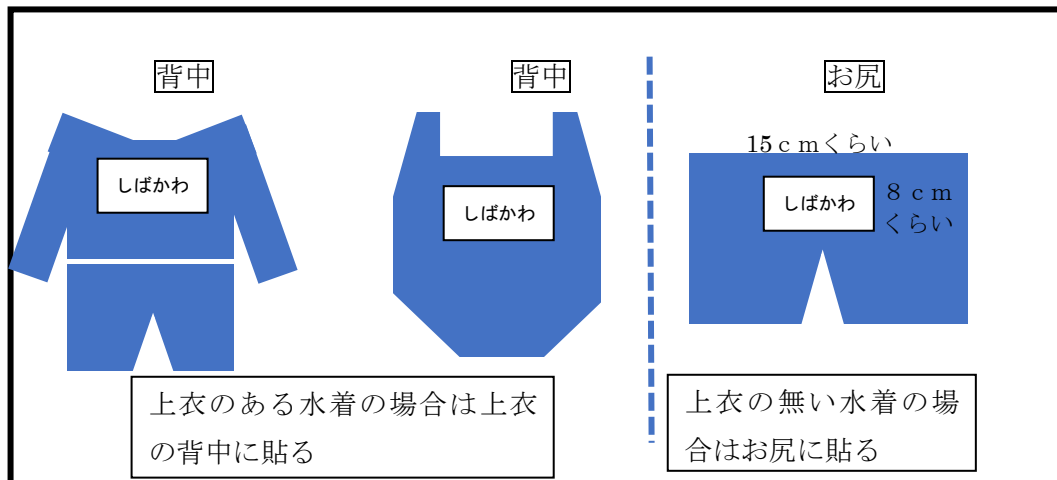 背中
しばかわ
背中
しばかわ
上衣のある水着の場合は上衣
の背中に貼る
お尻
15ｃｍくらい
しばかわ
８ｃｍ
くらい
上衣の無い水着の場
合はお尻に貼る